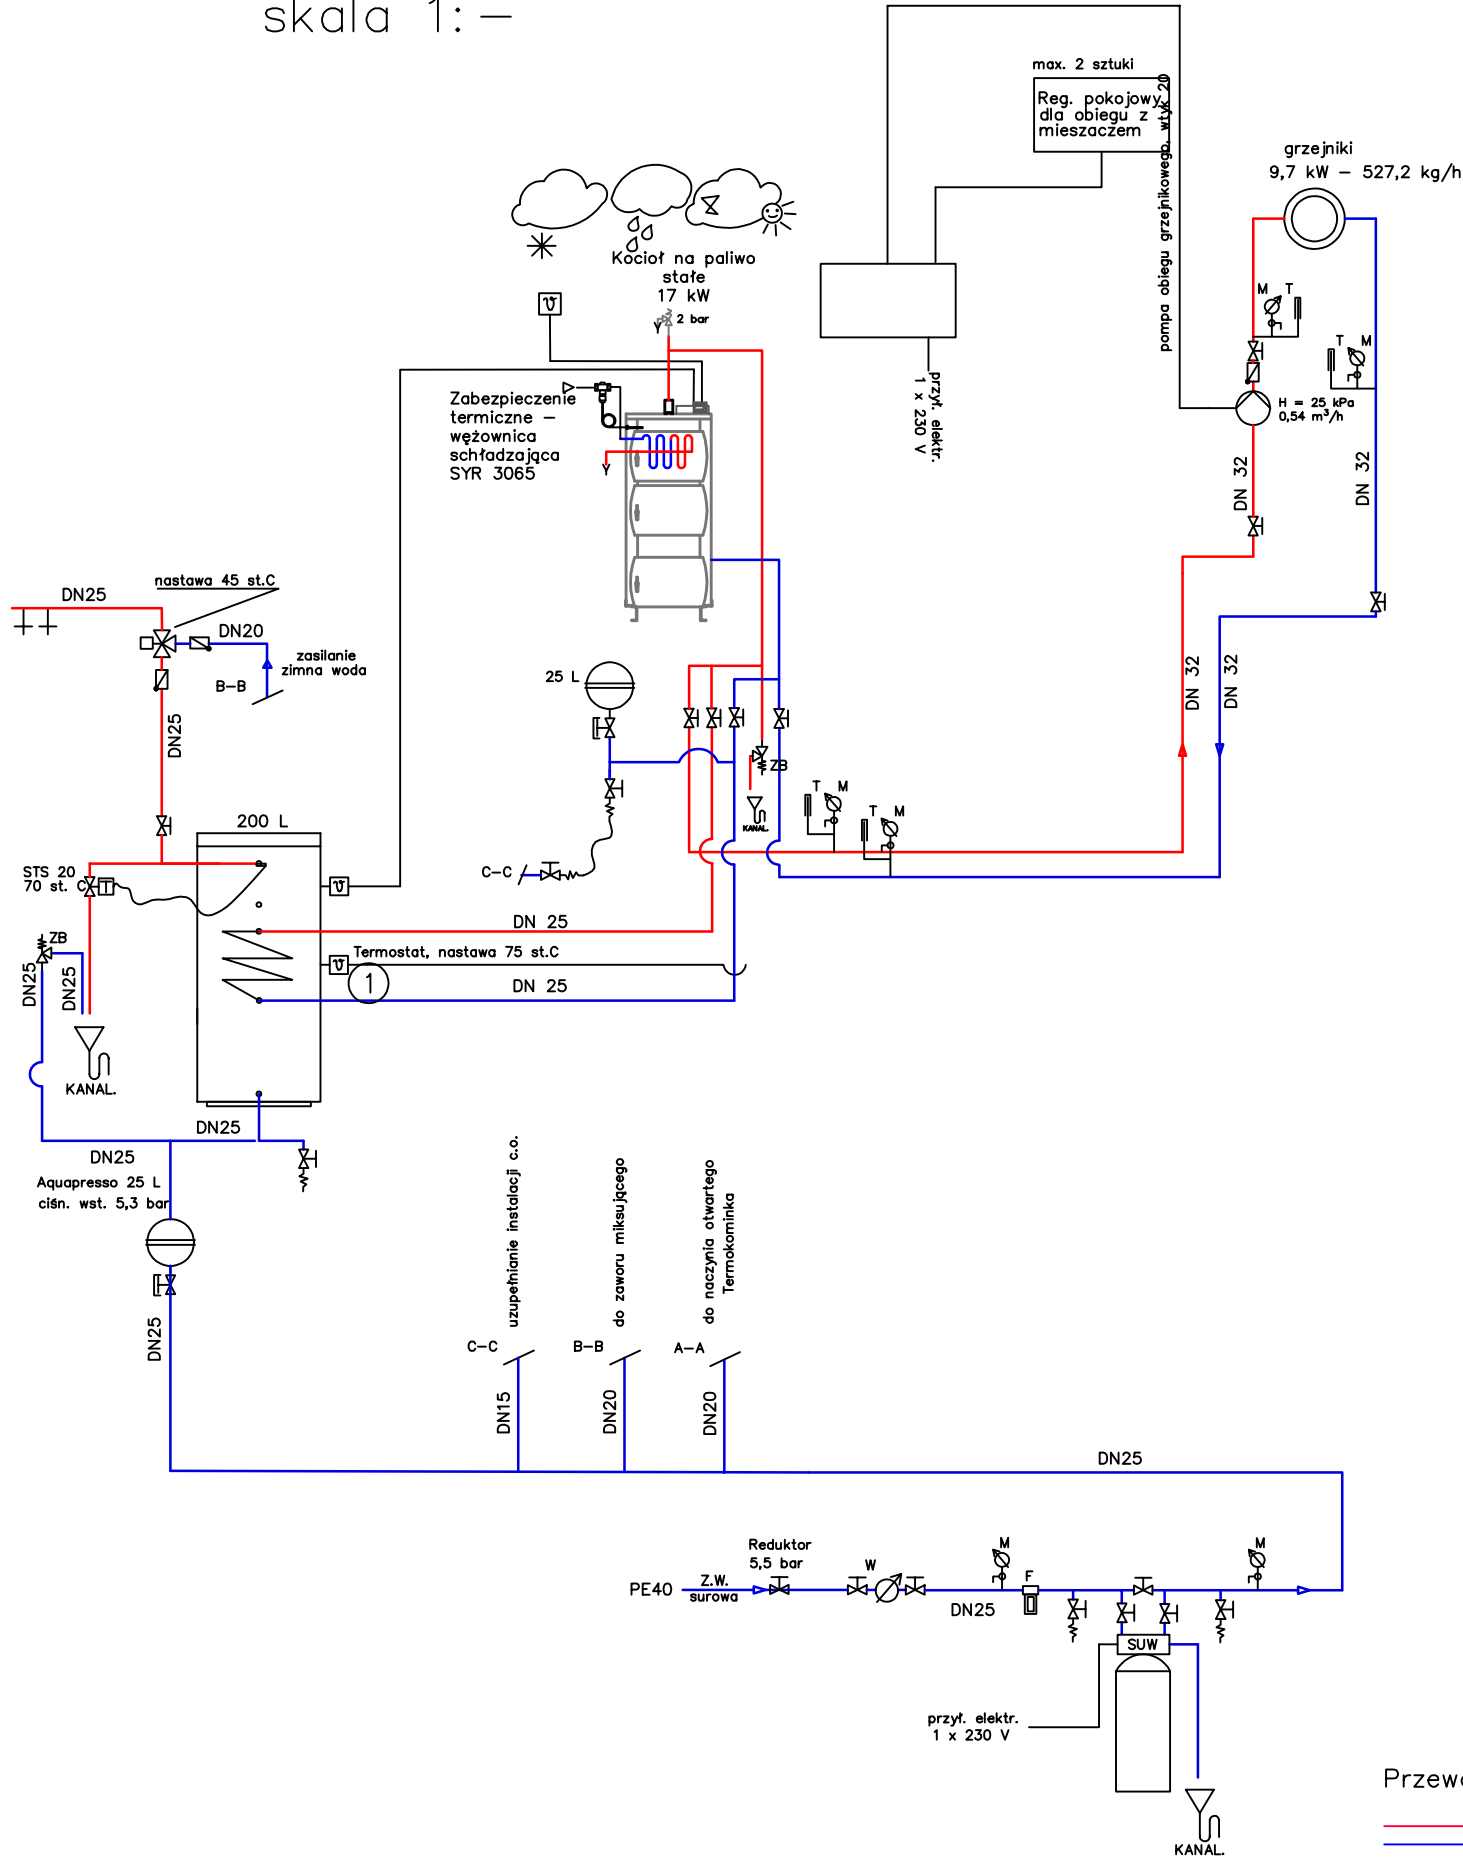 skala 1:–
max. 2 sztuki
Reg. pokojowy
dla obiegu z
mieszaczem
pompa obiegu grzejnikowego, wtyk 20
grzejniki
9,7 kW – 527,2 kg/h
Kocioł na paliwo
stałe
17 kW
2 bar
M T
T M
H = 25 kPa
0,54 m³/h
przył. elektr.
1 x 230 V
Zabezpieczenie
termiczne –
wężownica
schładzająca
SYR 3065
DN 32
DN 32
nastawa 45 st.C
DN25
DN20
zasilanie
zimna woda
B–B
25 L
DN 32
DN 32
DN25
ZB
KANAL.
T M
T M
200 L
STS 20
70 st. C
T
C–C
DN 25
ZB
Termostat, nastawa 75 st.C
1
DN25
DN25
DN 25
KANAL.
DN25
DN25
Aquapresso 25 L
ciśn. wst. 5,3 bar
DN25
uzupełnianie instalacji c.o.
do zaworu miksującego
do naczynia otwartego
Termokominka
C–C
B–B
A–A
DN15
DN20
DN20
DN25
Reduktor
5,5 bar
W
M
F
M
PE40
Z.W.
surowa
DN25
SUW
przył. elektr.
1 x 230 V
KANAL.